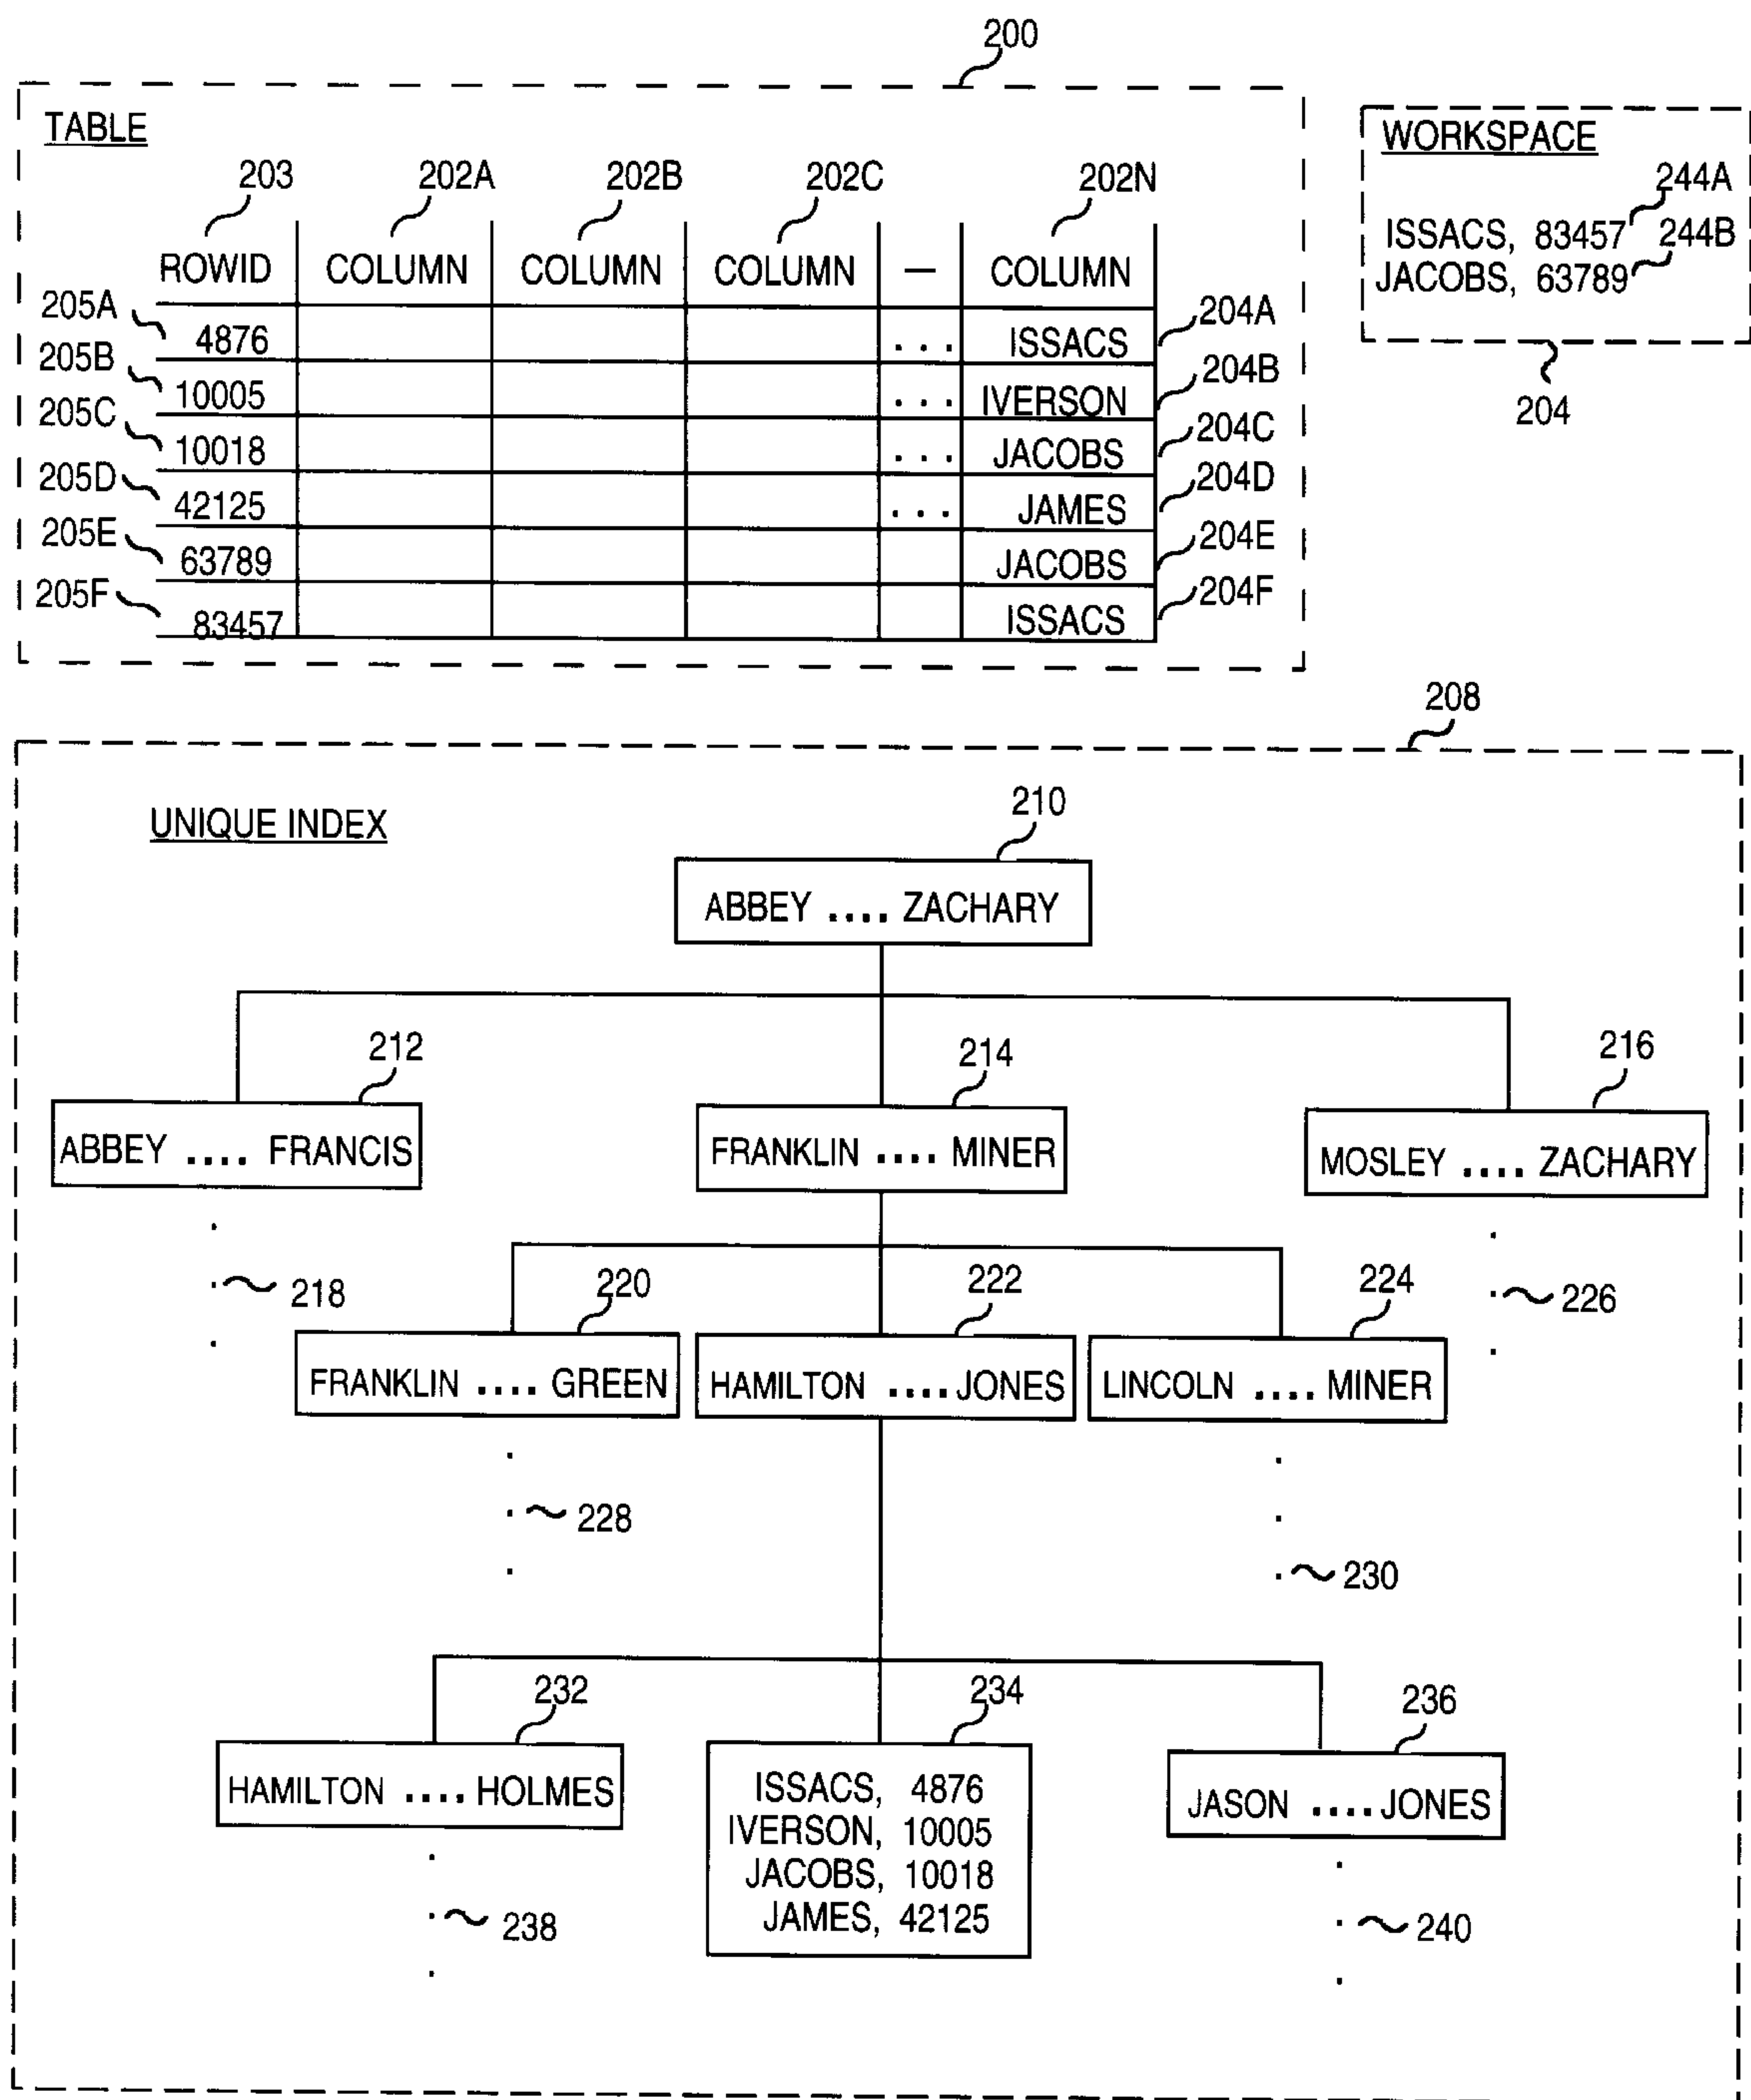 200
TABLE
203 202A 202B 202C 202N
ROWID COLUMN COLUMN COLUMN — COLUMN
205A 4876 ... ISSACS 204A
205B 10005 ... IVERSON 204B
205C 10018 ... JACOBS 204C
205D 42125 ... JAMES 204D
205E 63789 JACOBS 204E
205F 83457 ISSACS 204F
WORKSPACE
244A
ISSACS, 83457 244B
JACOBS, 63789
204
208
UNIQUE INDEX
210
ABBEY .... ZACHARY
212 214 216
ABBEY .... FRANCIS FRANKLIN .... MINER MOSLEY .... ZACHARY
218 220 222 224 226
FRANKLIN .... GREEN HAMILTON .... JONES LINCOLN .... MINER
228 230
232 234 236
HAMILTON .... HOLMES
ISSACS, 4876
IVERSON, 10005
JACOBS, 10018
JAMES, 42125
JASON .... JONES
238 240